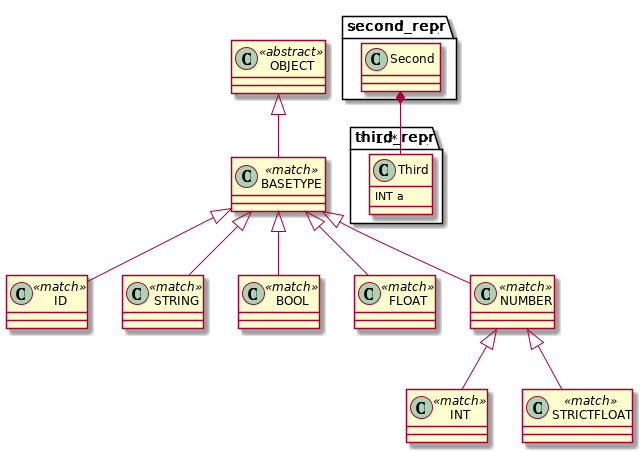 second_repr
C Second
C «abstract»
OBJECT
third_repr
C Third
INT a
C «match»
BASETYPE
C «match»
ID
C «match»
STRING
C «match»
BOOL
C «match»
FLOAT
C «match»
NUMBER
C «match»
INT
C «match»
STRICTFLOAT